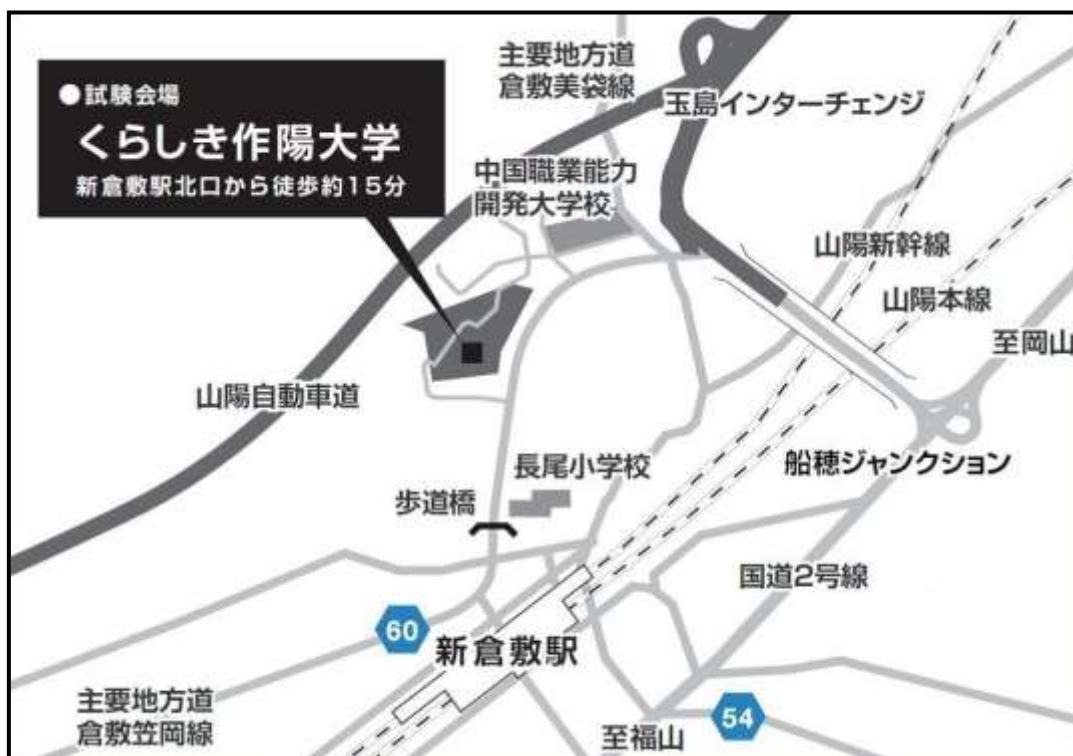 主要地方道
倉敷美袋線
●試験会場
くらしき作陽大学
新倉敷駅北口から徒歩約15分
玉島インターチェンジ
中国職業能力
開発大学校
山陽新幹線
山陽本線
至岡山
山陽自動車道
長尾小学校
船穂ジャンクション
歩道橋
国道2号線
60
新倉敷駅
主要地方道
倉敷笠岡線
54
至福山